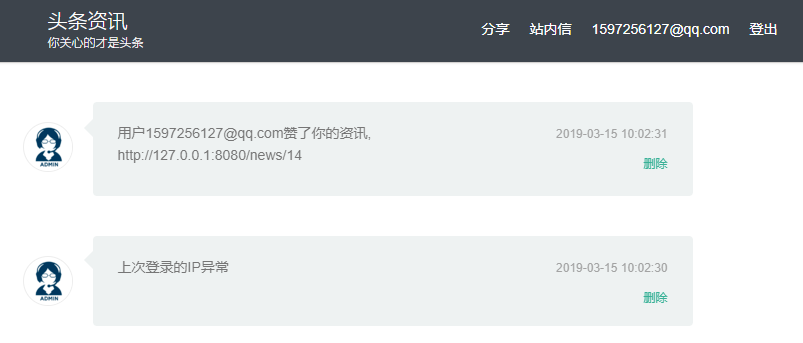 头条资讯
你关心的才是头条
分享 站内信 1597256127@qq.com 登出
用户1597256127@qq.com赞了你的资讯,
http://127.0.0.1:8080/news/14
2019-03-15 10:02:31
删除
ADMIN
上次登录的IP异常
2019-03-15 10:02:30
删除
ADMIN